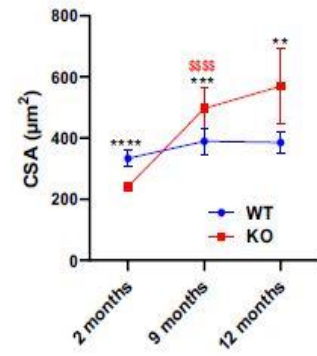 800
600
400
200
0
CSA (μm²)
****
$$$$
***
**
WT
KO
2 months
9 months
12 months